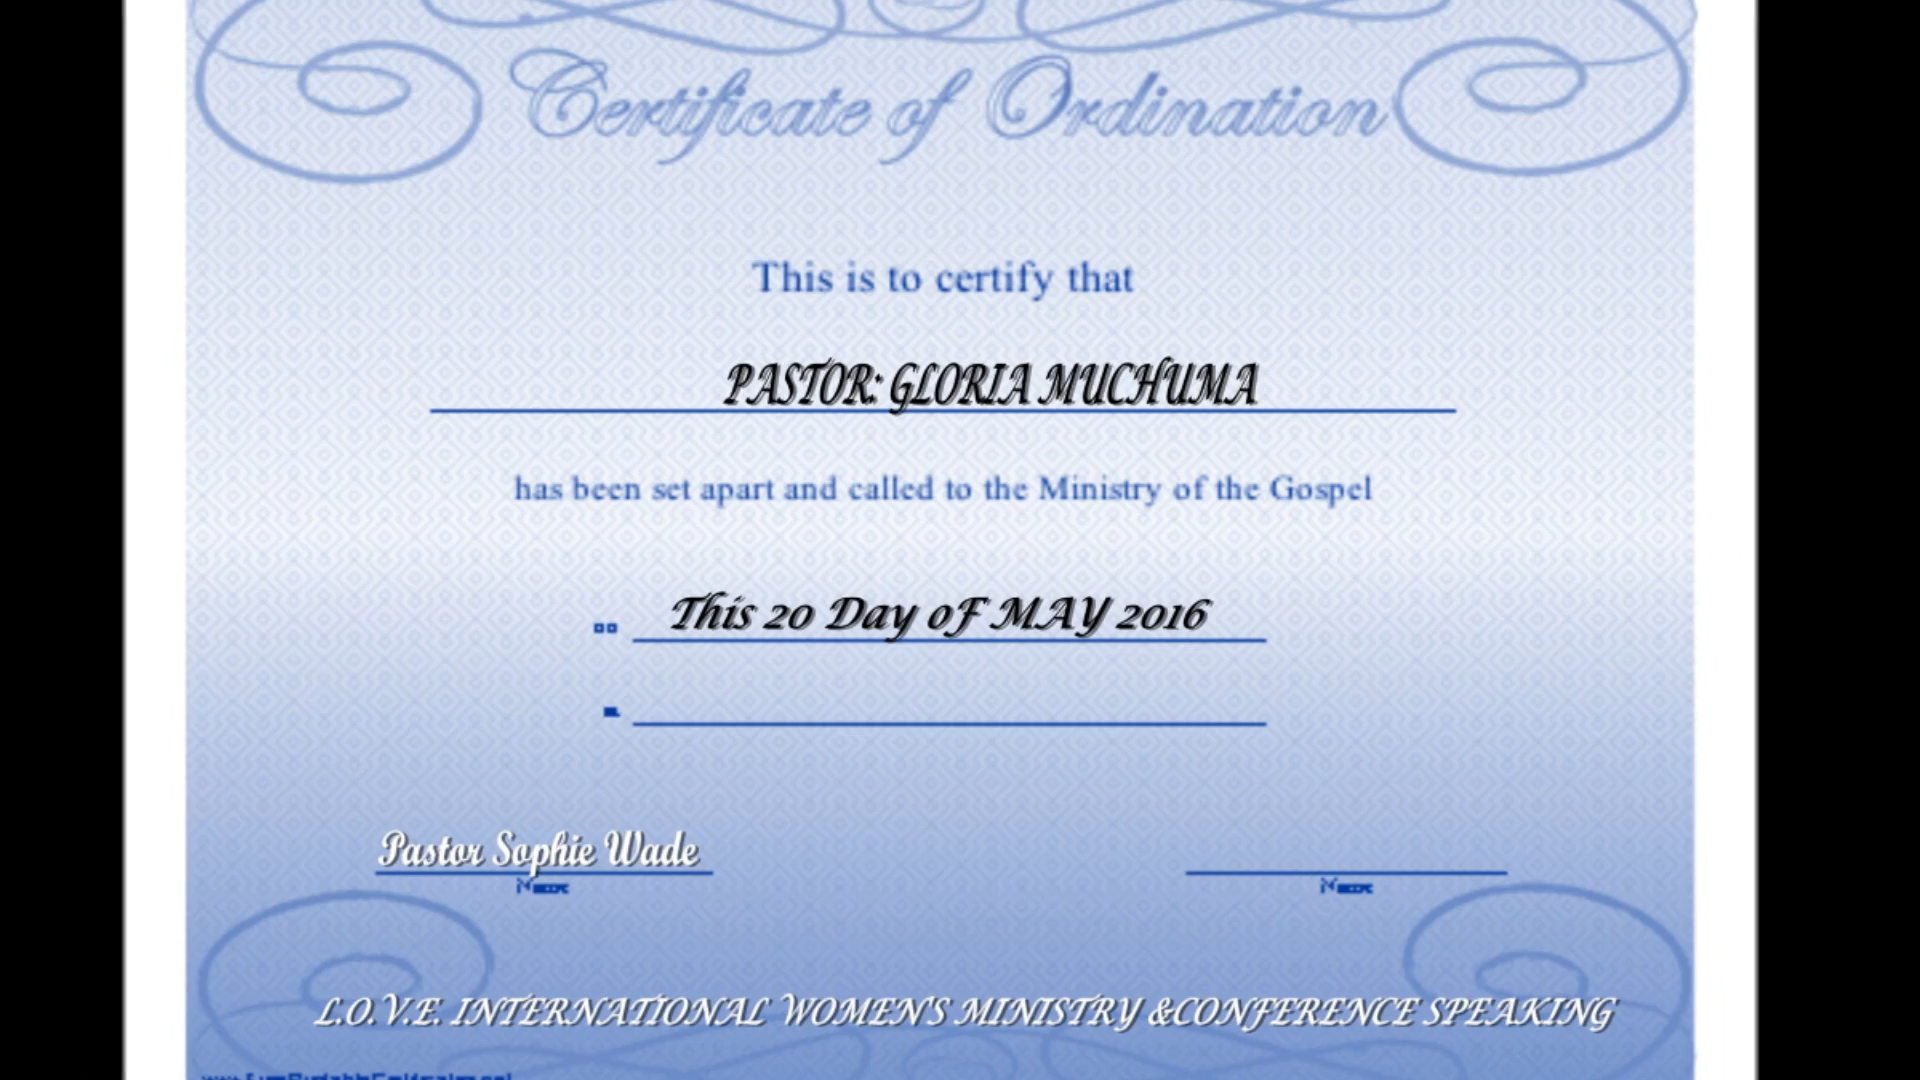 Certificate of Ordination
This is to certify that
PASTOR: GLORIA MUCHUMA
has been set apart and called to the Ministry of the Gospel
This 20 Day oF MAY 2016
Pastor Sophie Wade
L.O.V.E. INTERNATIONAL WOMEN'S MINISTRY &CONFERENCE SPEAKING